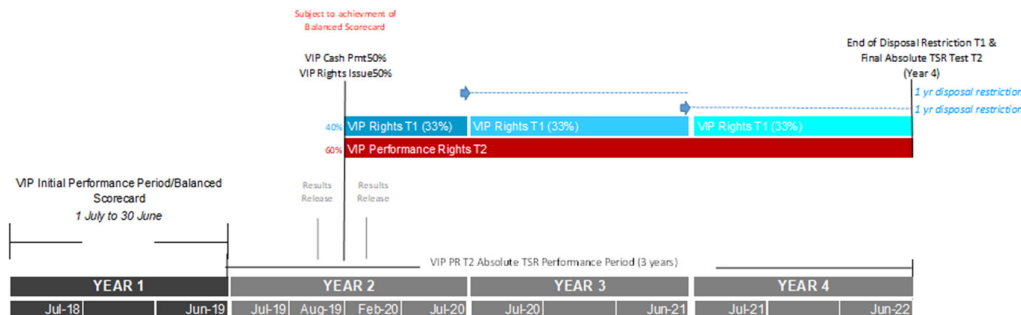 Subject to achievment of
Balanced Scorecard
VIP Cash Pmt50%
VIP Rights Issue50%
End of Disposal Restriction T1 &
Final Absolute TSR Test T2
(Year 4)
1 yr disposal restriction
1 yr disposal restriction
40% VIP Rights T1 (33%) VIP Rights T1 (33%) VIP Rights T1 (33%)
60% VIP Performance Rights T2
VIP Initial Performance Period/Balanced
Scorecard
1 July to 30 June
Results
Release
Results
Release
VIP PR T2 Absolute TSR Performance Period (3 years)
YEAR 1 YEAR 2 YEAR 3 YEAR 4
Jul-18 Jun-19 Jul-19 Aug-19 Feb-20 Jul-20 Jul-20 Jun-21 Jul-21 Jun-22